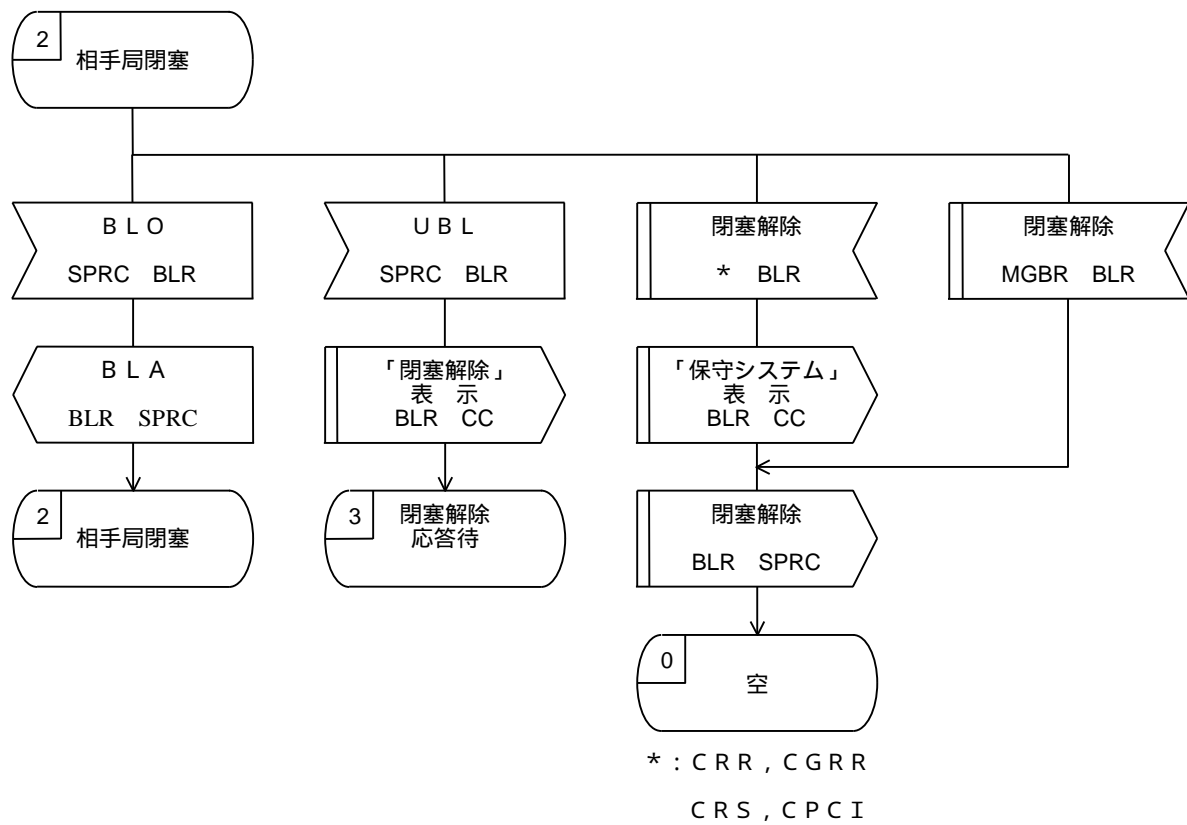 2
相手局閉塞
ＢＬＯ
SPRC　BLR
ＵＢＬ
SPRC　BLR
閉塞解除
＊　BLR
閉塞解除
MGBR　BLR
ＢＬＡ
BLR　SPRC
「閉塞解除」
表　示
BLR　CC
「保守システム」
表　示
BLR　CC
2
相手局閉塞
3
閉塞解除
応答待
閉塞解除
BLR　SPRC
0
空
＊：ＣＲＲ，ＣＧＲＲ
ＣＲＳ，ＣＰＣＩ